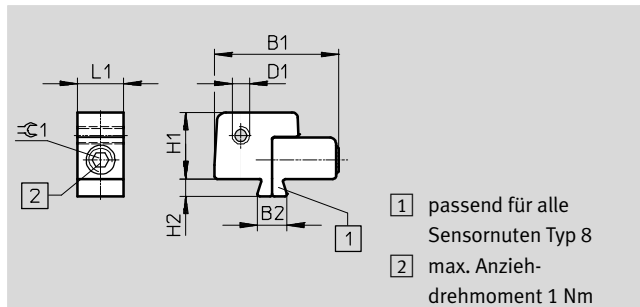 B1
L1
D1
=©1
H1
H2
B2
2
1
1 passend für alle
Sensornuten Typ 8
2 max. Anzieh-
drehmoment 1 Nm